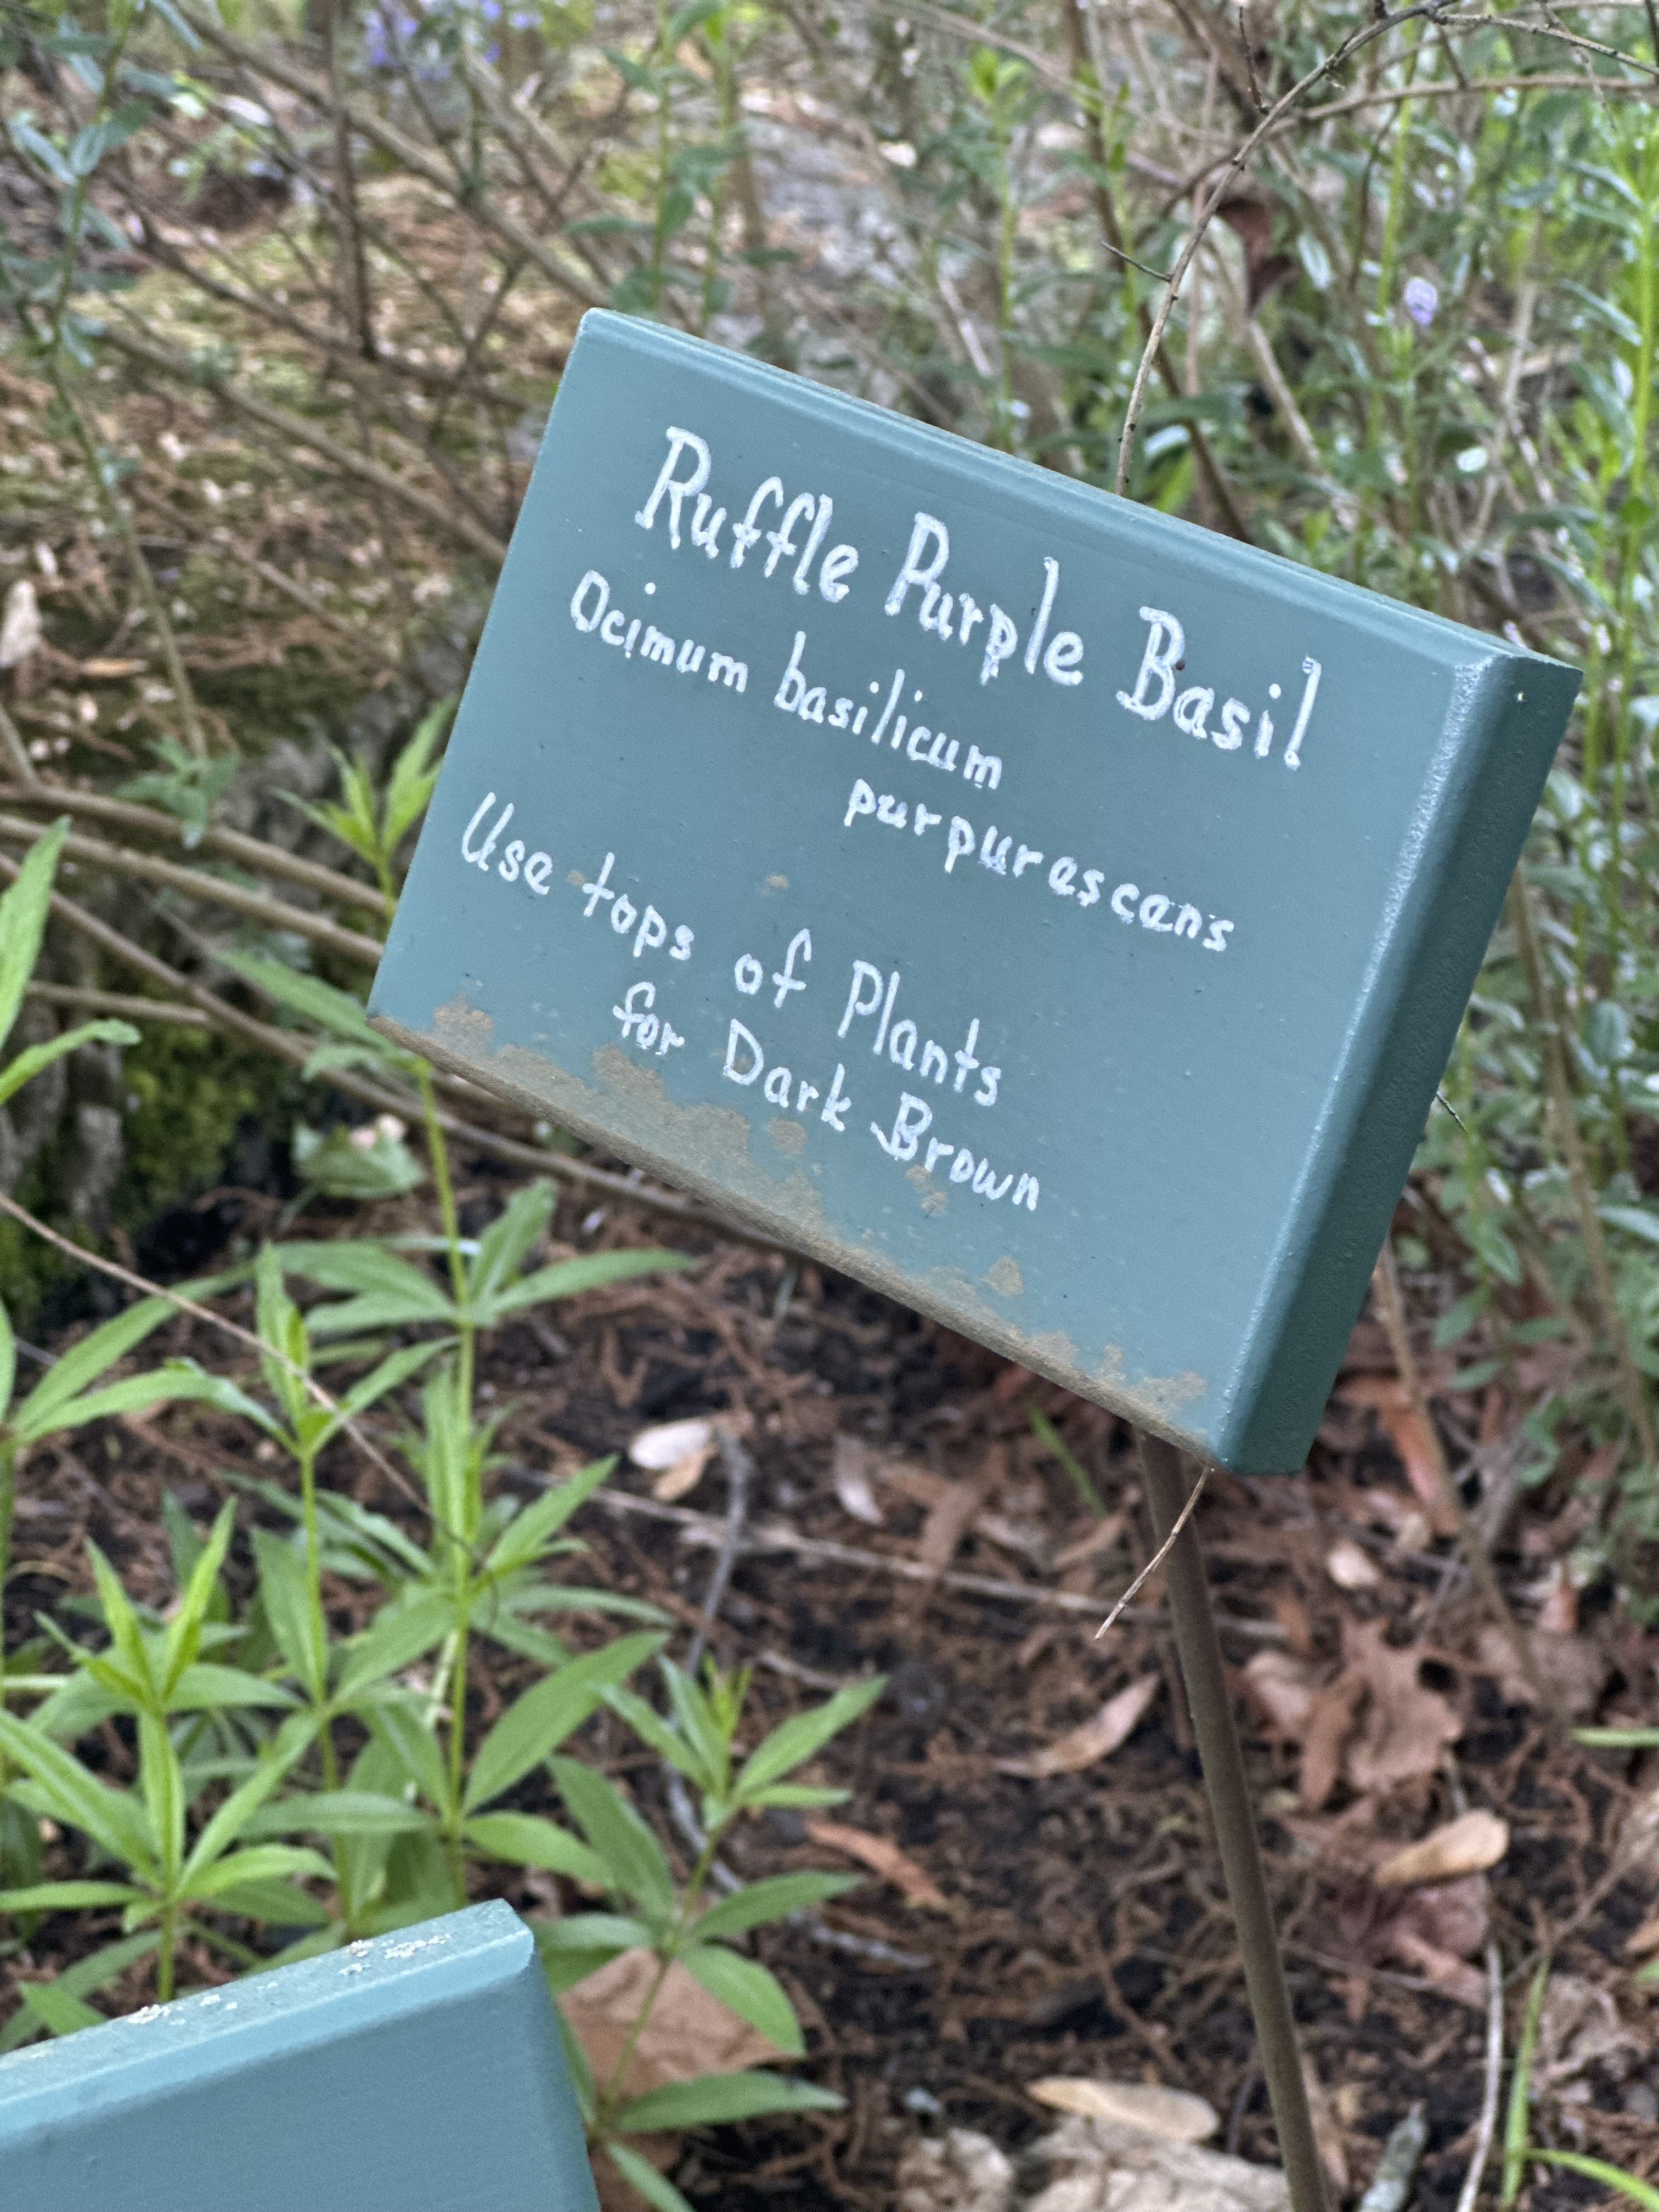 Ruffle Purple Basil
Ocimum basilicum
purpurescens
Use tops of Plants
for Dark Brown